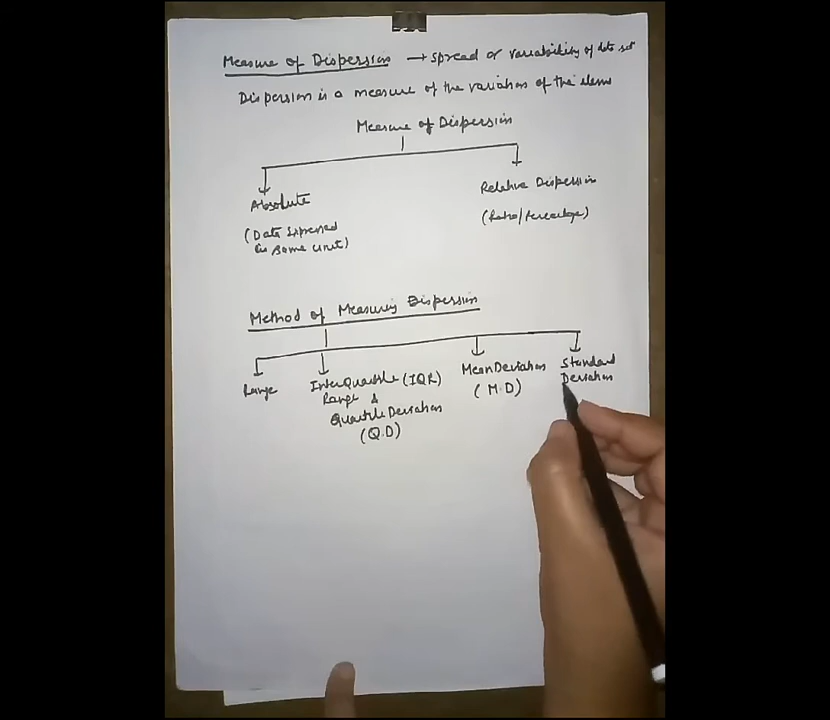 Measure of Dispersion → spread or variability of data set
Dispersion is a measure of the variation of the items
Measure of Dispersion
Absolute
(Data Expressed
in same unit)
Relative Dispersion
(Ratio/Percentage)
Method of Measuring Dispersion
Range
InterQuartile (IQR)
Range &
Quartile Deviation
(Q.D)
Mean Deviation
(M.D)
Standard
Deviation